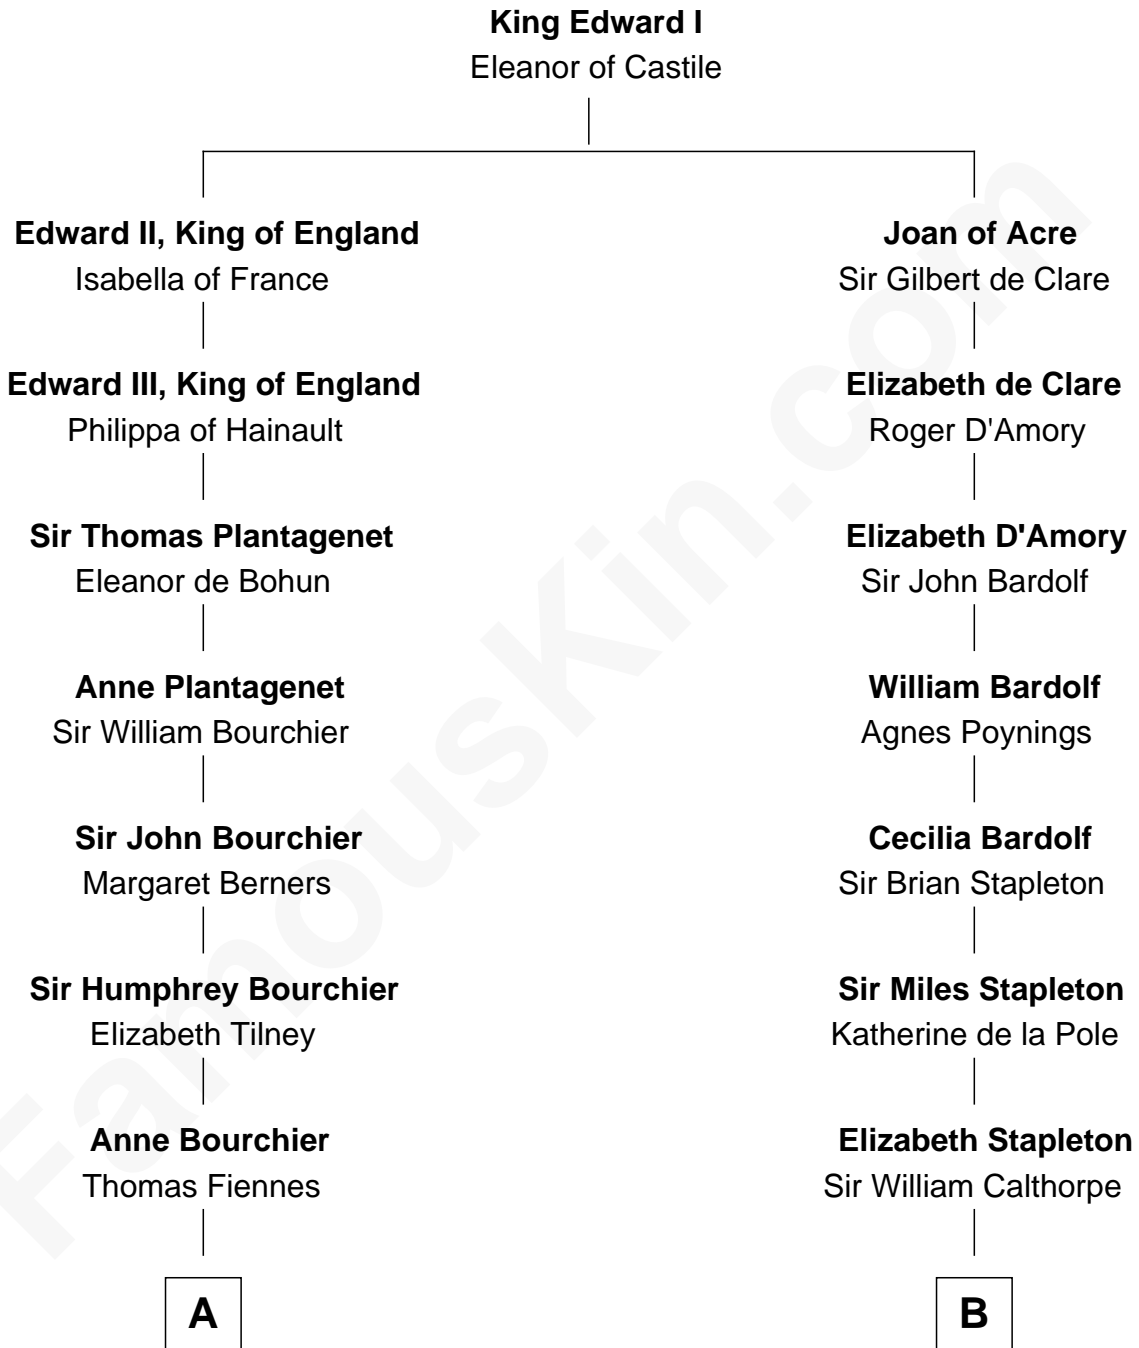 King Edward I
Eleanor of Castile
Edward II, King of England
Isabella of France
Joan of Acre
Sir Gilbert de Clare
Edward III, King of England
Philippa of Hainault
Elizabeth de Clare
Roger D'Amory
Sir Thomas Plantagenet
Eleanor de Bohun
Elizabeth D'Amory
Sir John Bardolf
Anne Plantagenet
Sir William Bourchier
William Bardolf
Agnes Poynings
Sir John Bourchier
Margaret Berners
Cecilia Bardolf
Sir Brian Stapleton
Sir Humphrey Bourchier
Elizabeth Tilney
Sir Miles Stapleton
Katherine de la Pole
Anne Bourchier
Thomas Fiennes
Elizabeth Stapleton
Sir William Calthorpe
A
B
FamousKin.com